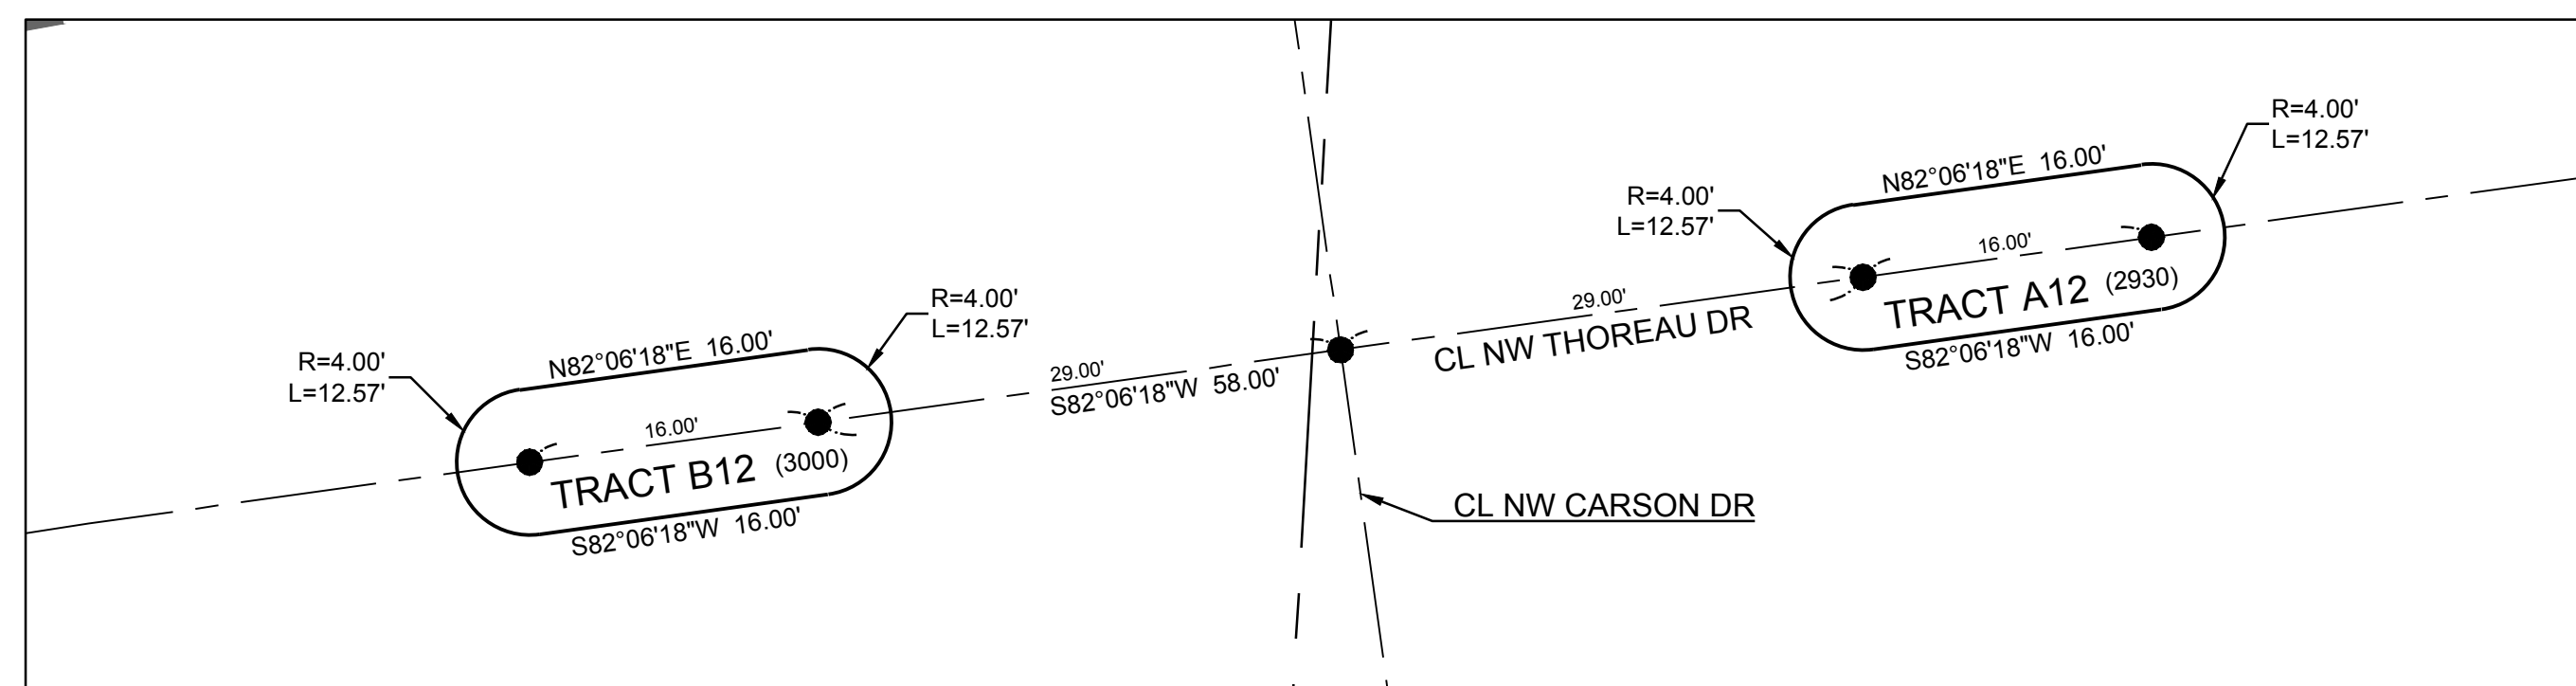 R=4.00'
L=12.57'
N82°06'18"E 16.00'
R=4.00'
L=12.57'
16.00'
TRACT B12 (3000)
S82°06'18"W 16.00'
29.00'
S82°06'18"W 58.00'
29.00'
CL NW THOREAU DR
CL NW CARSON DR
R=4.00'
L=12.57'
N82°06'18"E 16.00'
R=4.00'
L=12.57'
16.00'
TRACT A12 (2930)
S82°06'18"W 16.00'